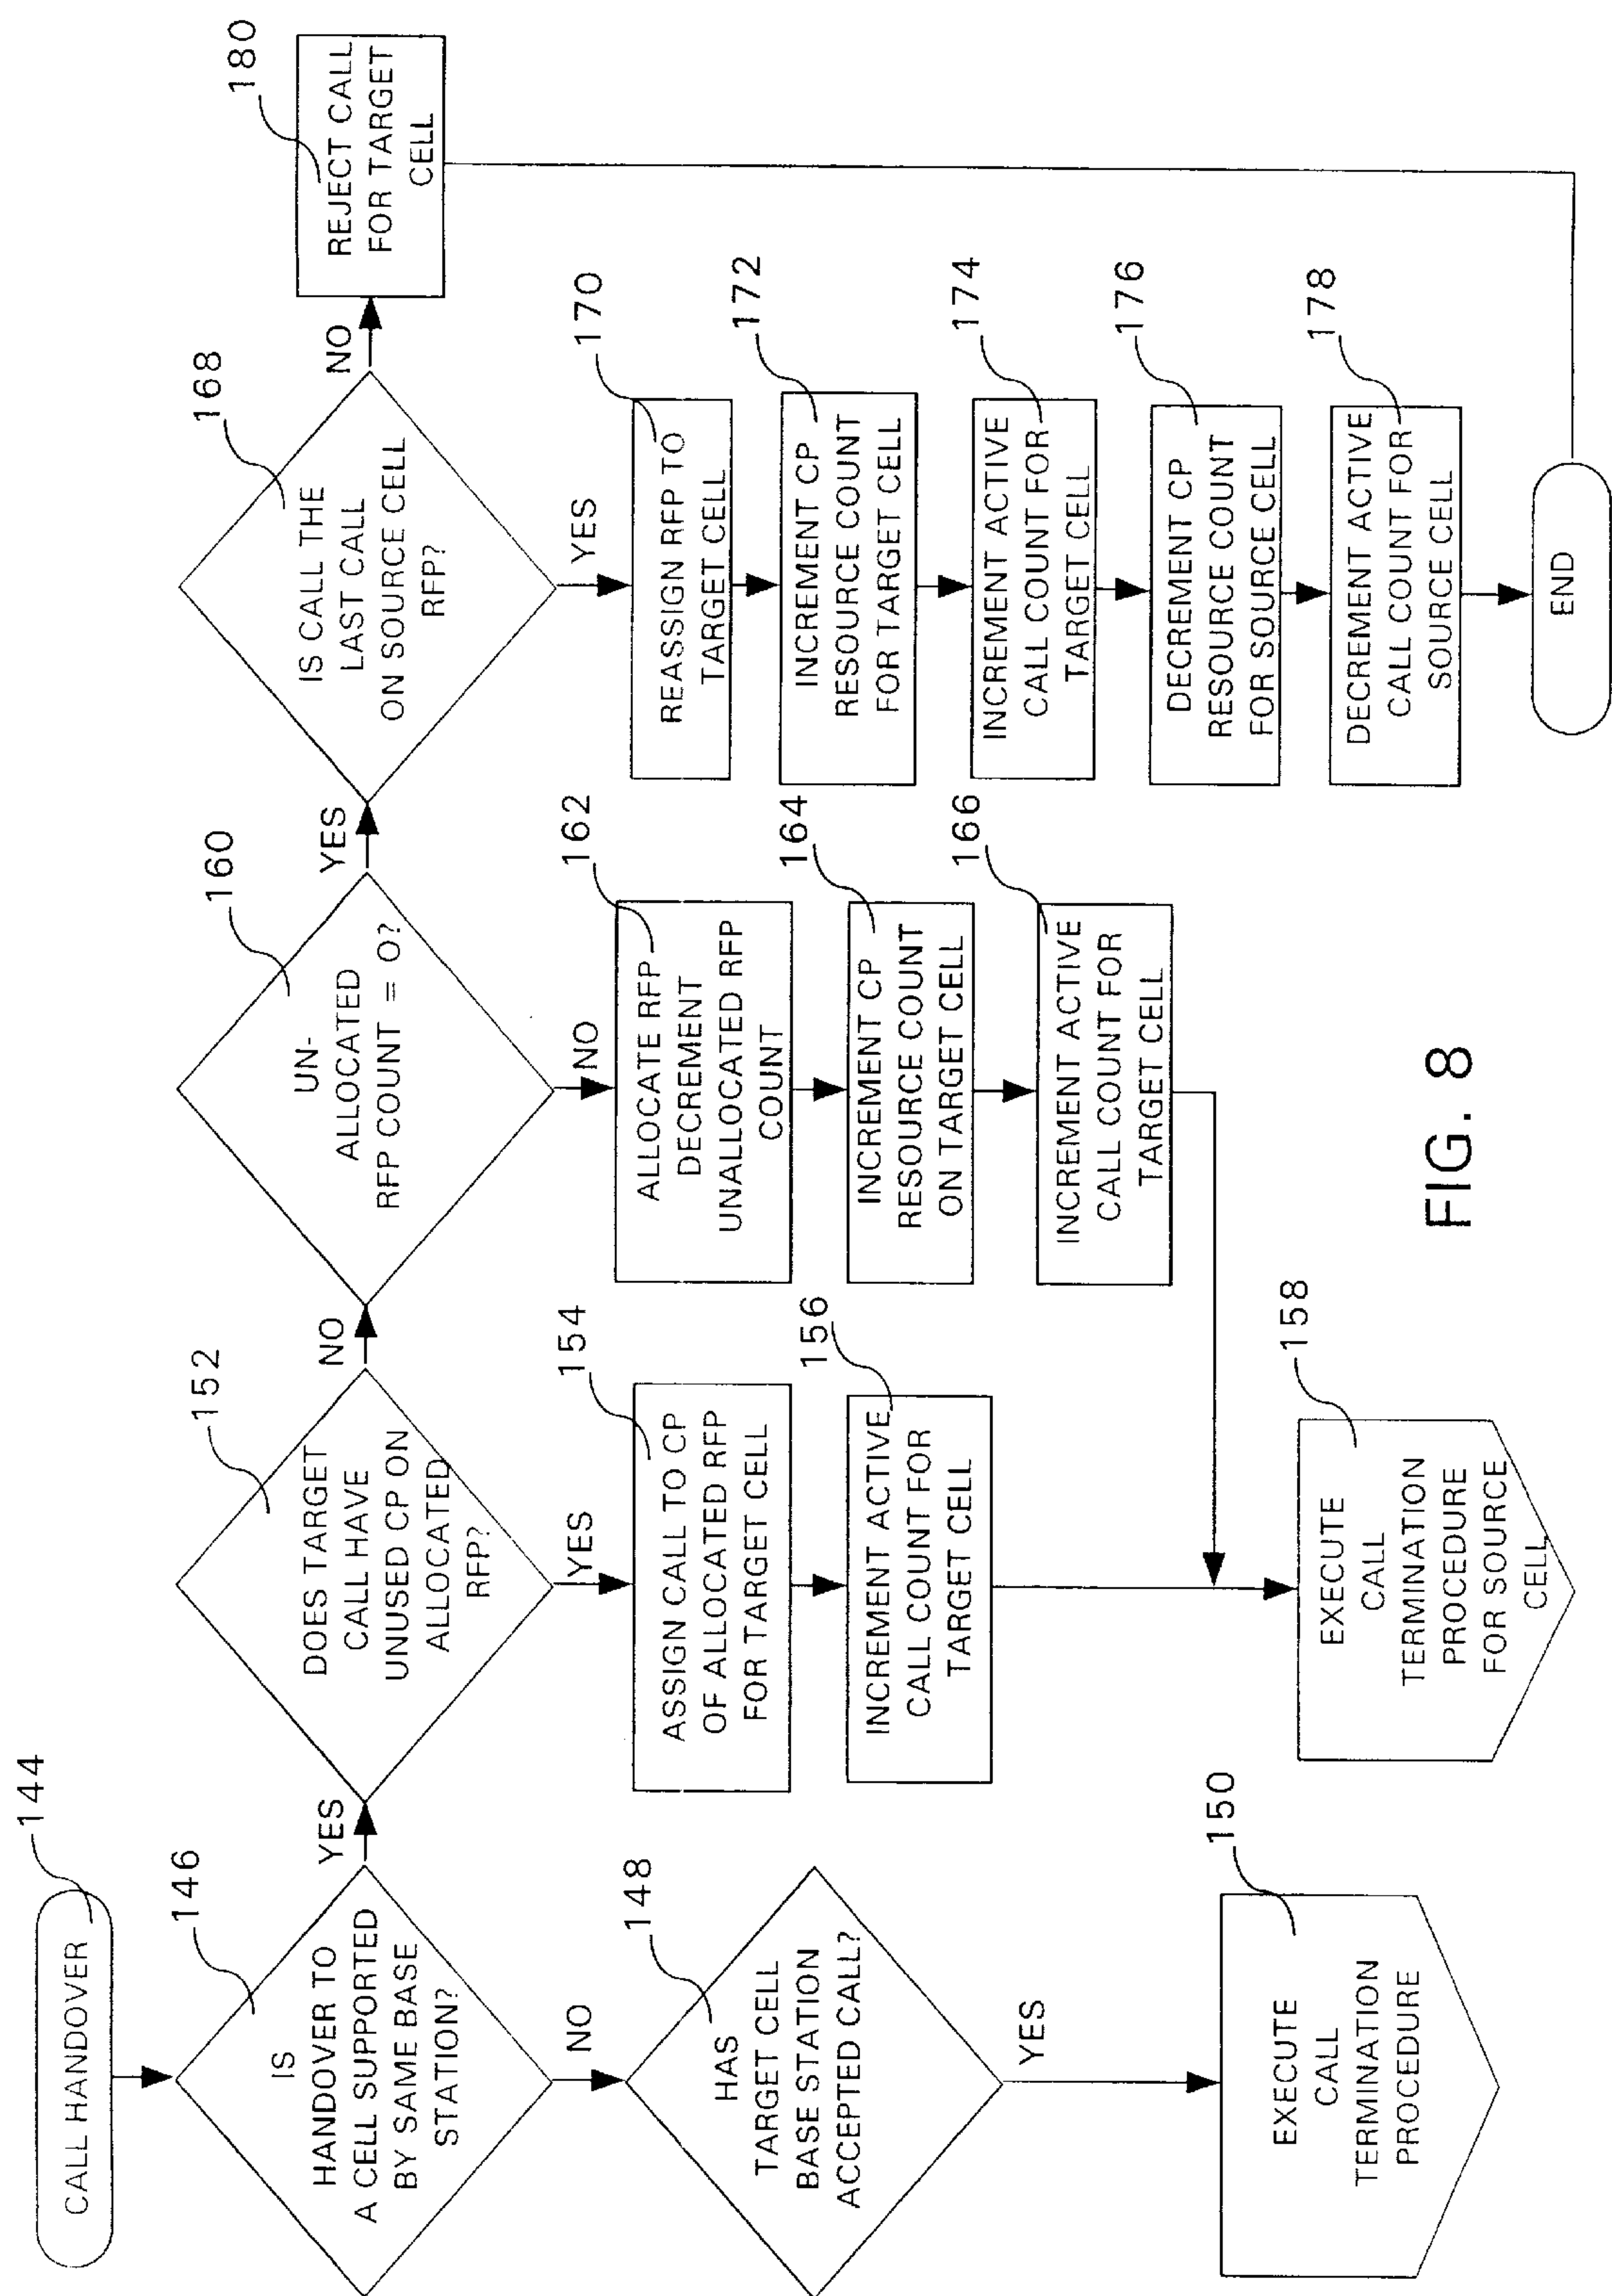 CALL HANDOVER
144
IS
HANDOVER TO
A CELL SUPPORTED
BY SAME BASE
STATION?
146
YES
NO
HAS
TARGET CELL
BASE STATION
ACCEPTED CALL?
148
YES
EXECUTE
CALL
TERMINATION
PROCEDURE
150
DOES TARGET
CALL HAVE
UNUSED CP ON
ALLOCATED
RFP?
152
NO
YES
ASSIGN CALL TO CP
OF ALLOCATED RFP
FOR TARGET CELL
154
INCREMENT ACTIVE
CALL COUNT FOR
TARGET CELL
156
EXECUTE
CALL
TERMINATION
PROCEDURE
FOR SOURCE
CELL
158
UN-
ALLOCATED
RFP COUNT = 0?
160
YES
NO
ALLOCATE RFP
DECREMENT
UNALLOCATED RFP
COUNT
162
INCREMENT CP
RESOURCE COUNT
ON TARGET CELL
164
INCREMENT ACTIVE
CALL COUNT FOR
TARGET CELL
166
IS CALL THE
LAST CALL
ON SOURCE CELL
RFP?
168
NO
YES
REASSIGN RFP TO
TARGET CELL
170
INCREMENT CP
RESOURCE COUNT
FOR TARGET CELL
172
INCREMENT ACTIVE
CALL COUNT FOR
TARGET CELL
174
DECREMENT CP
RESOURCE COUNT
FOR SOURCE CELL
176
DECREMENT ACTIVE
CALL COUNT FOR
SOURCE CELL
178
END
REJECT CALL
FOR TARGET
CELL
180
FIG. 8